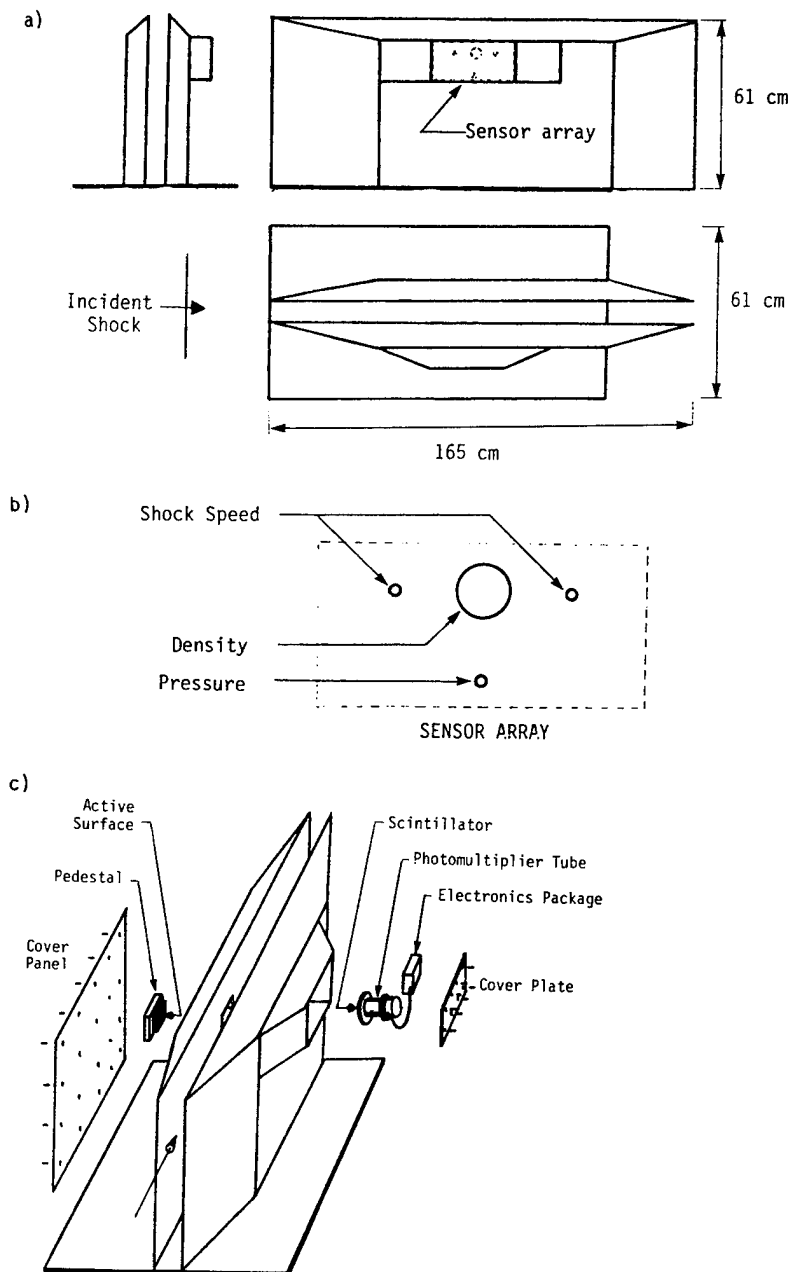 a)
61 cm
Sensor array
Incident
Shock
61 cm
165 cm
b)
Shock Speed
Density
Pressure
SENSOR ARRAY
c)
Active
Surface
Scintillator
Photomultiplier Tube
Pedestal
Electronics Package
Cover
Panel
Cover Plate